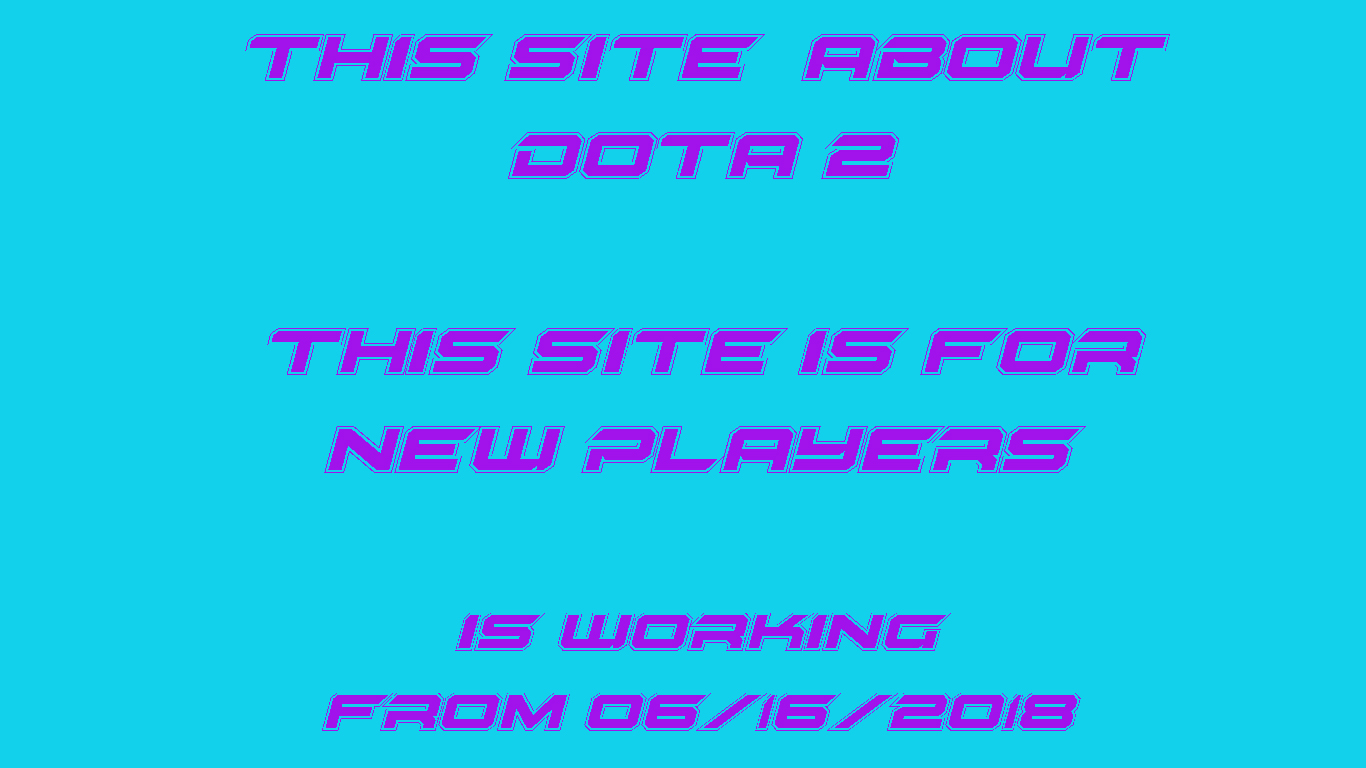 THIS SITE  ABOUT
DOTA 2
THIS SITE IS FOR
NEW PLAYERS
IS WORKING
FROM 06/16/2018